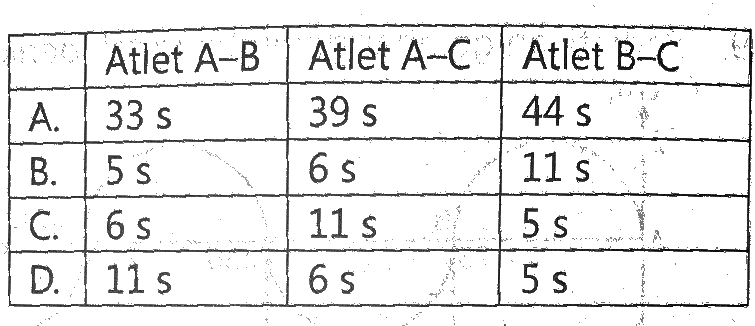 Atlet A–B Atlet A–C Atlet B–C
A. 33 s 39 s 44 s
B. 5 s 6 s 11 s
C. 6 s 11 s 5 s
D. 11 s 6 s 5 s